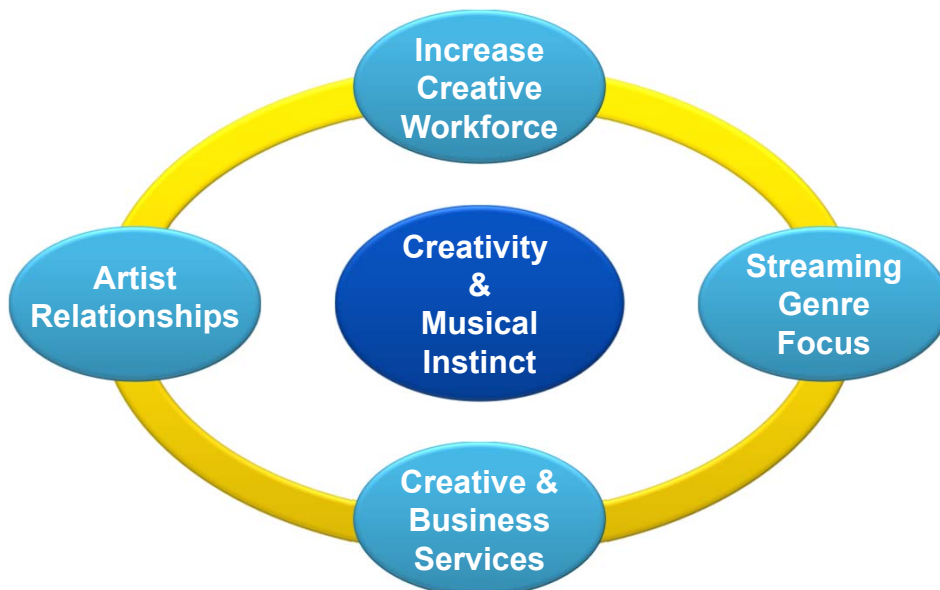 Increase
Creative
Workforce
Artist
Relationships
Creativity
&
Musical
Instinct
Streaming
Genre
Focus
Creative &
Business
Services